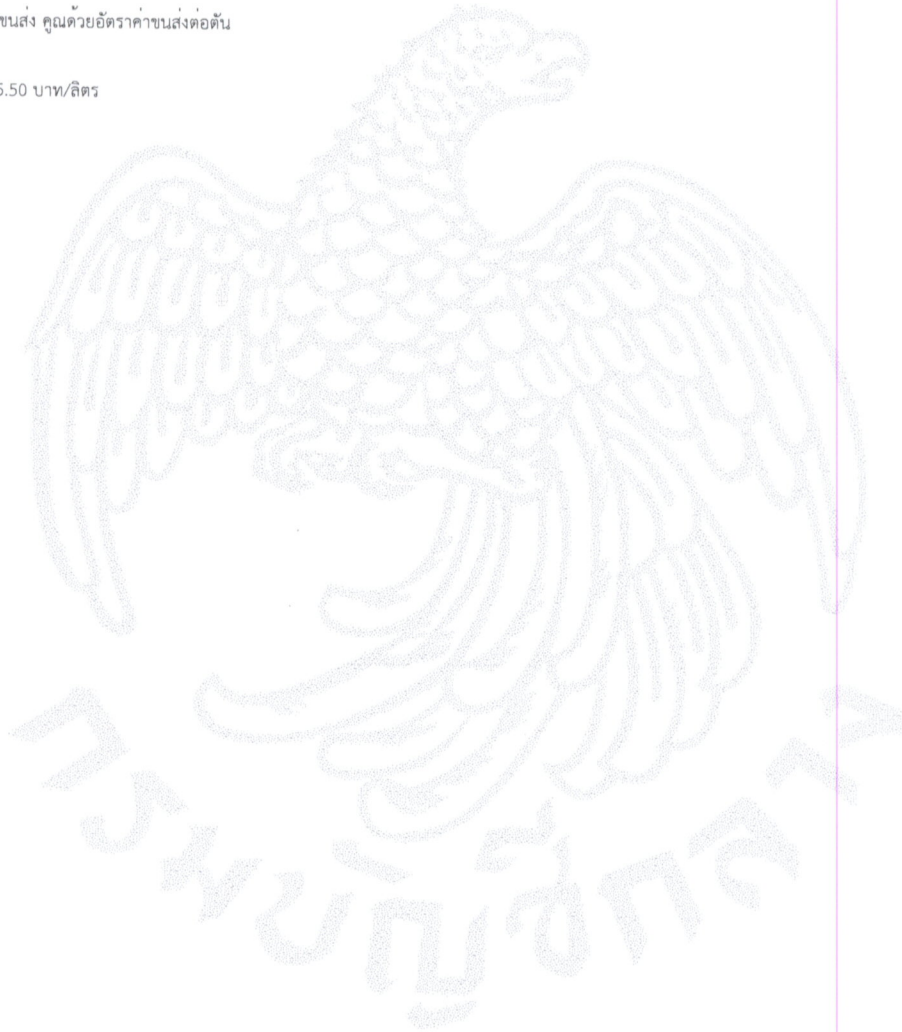 ขนส่ง คูณด้วยอัตราค่าขนส่งต่อตัน
5.50 บาท/ลิตร
กรมบัญชีกลาง